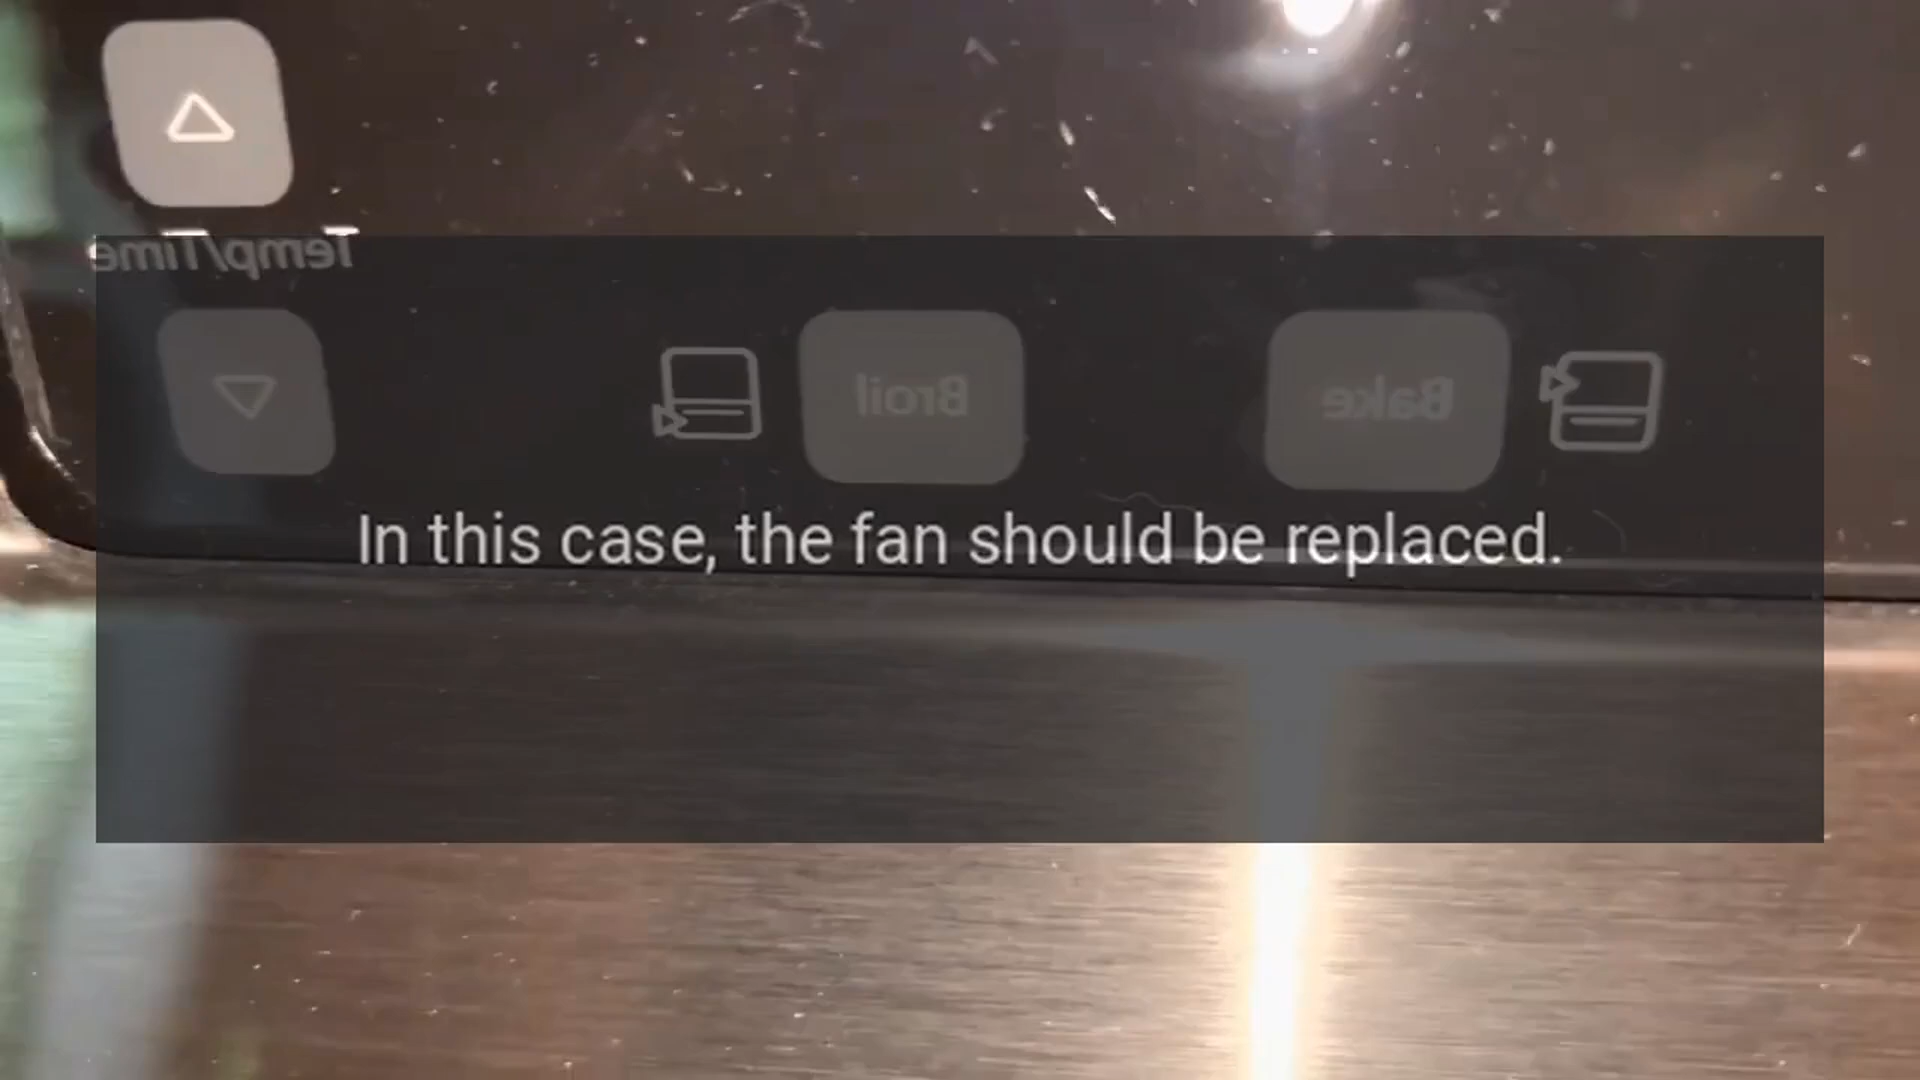 Temp/Time
Broil
Bake
In this case, the fan should be replaced.